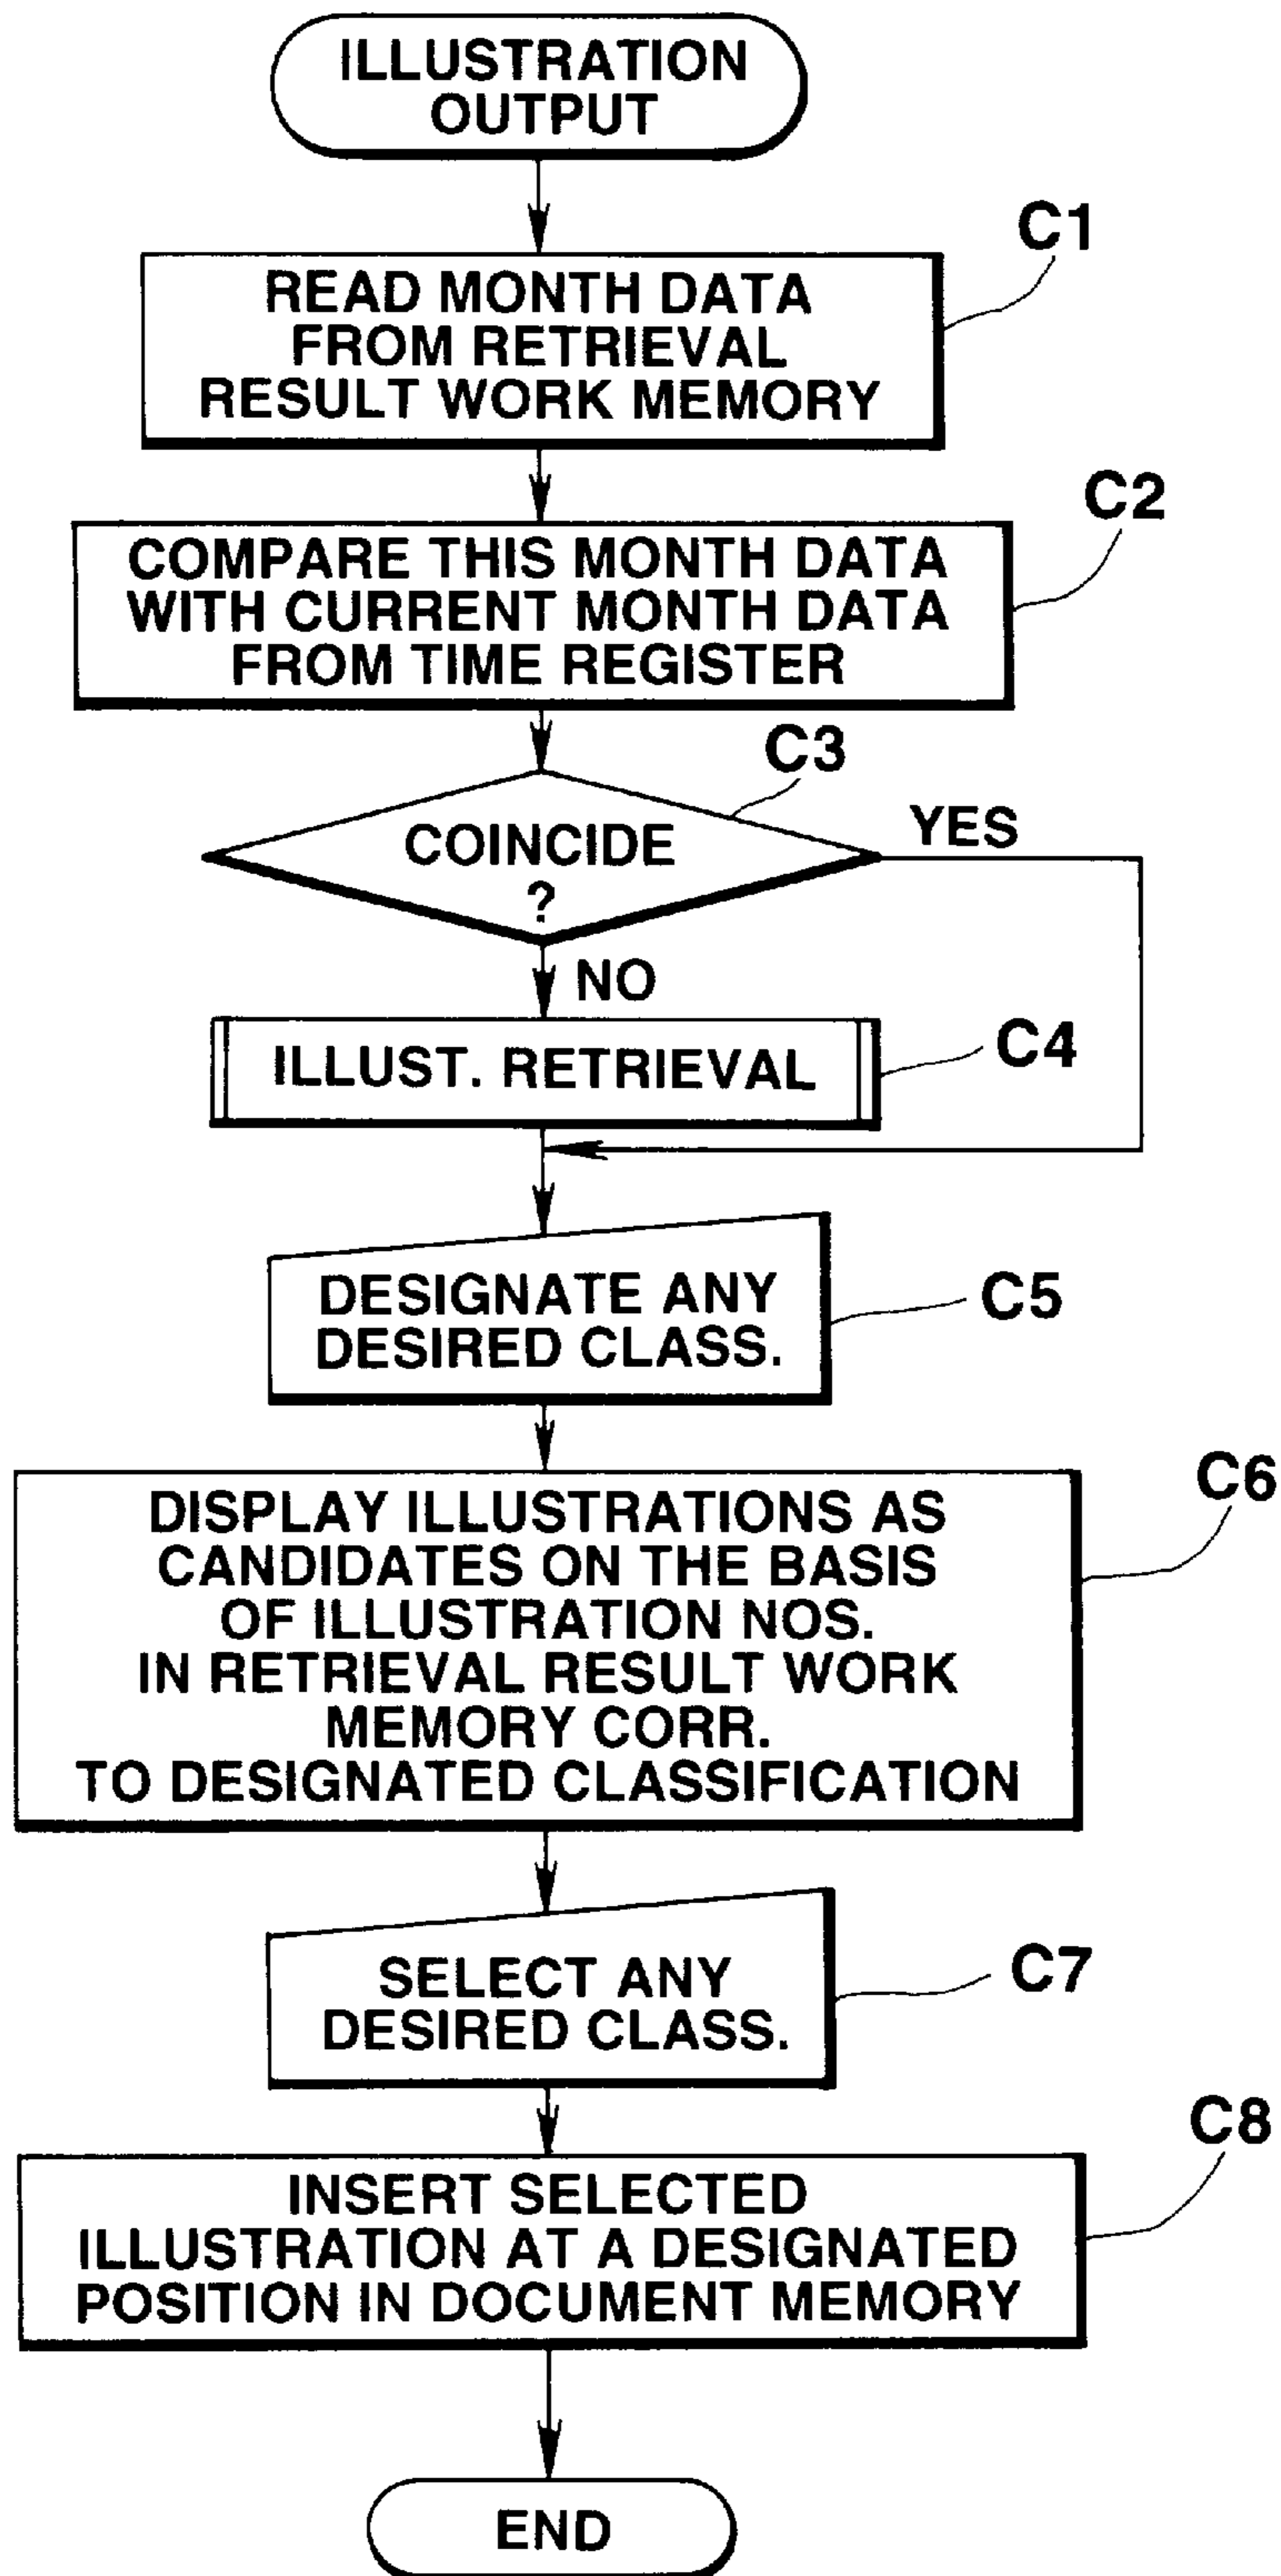 ILLUSTRATION
OUTPUT
C1
READ MONTH DATA
FROM RETRIEVAL
RESULT WORK MEMORY
C2
COMPARE THIS MONTH DATA
WITH CURRENT MONTH DATA
FROM TIME REGISTER
C3
COINCIDE
?
YES
NO
ILLUST. RETRIEVAL
C4
DESIGNATE ANY
DESIRED CLASS.
C5
C6
DISPLAY ILLUSTRATIONS AS
CANDIDATES ON THE BASIS
OF ILLUSTRATION NOS.
IN RETRIEVAL RESULT WORK
MEMORY CORR.
TO DESIGNATED CLASSIFICATION
SELECT ANY
DESIRED CLASS.
C7
C8
INSERT SELECTED
ILLUSTRATION AT A DESIGNATED
POSITION IN DOCUMENT MEMORY
END